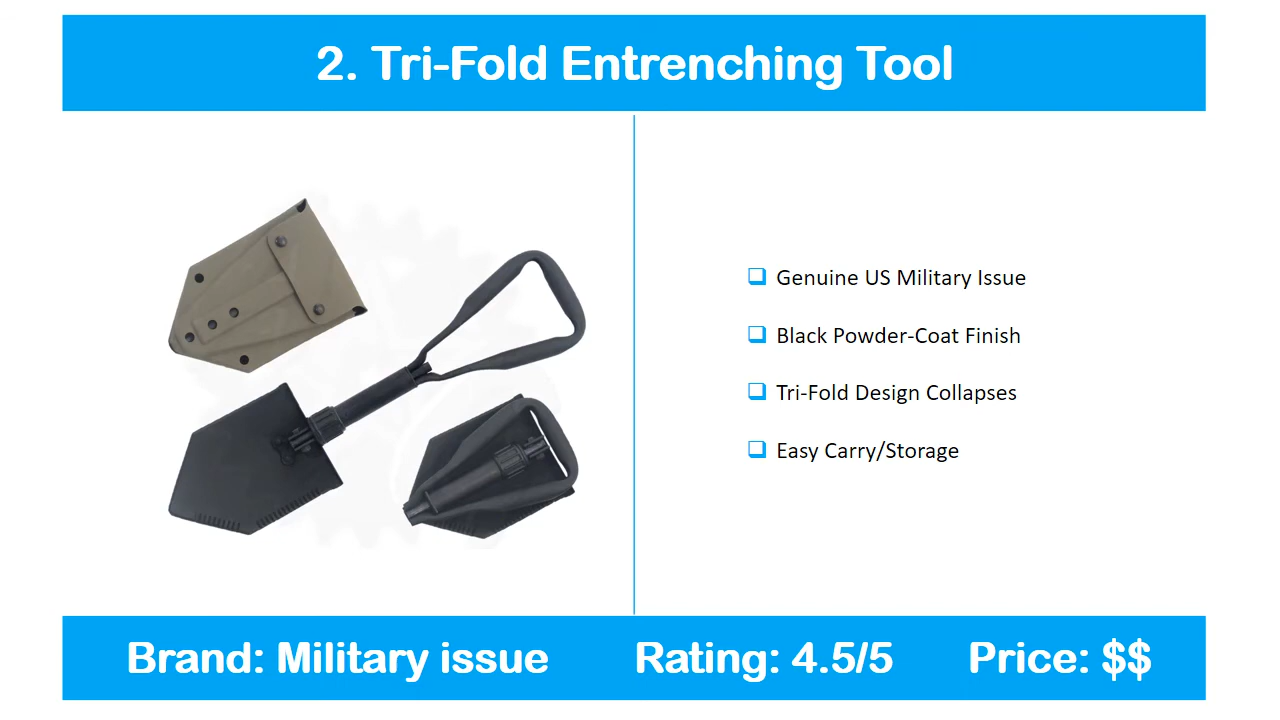 2. Tri-Fold Entrenching Tool
Genuine US Military Issue
Black Powder-Coat Finish
Tri-Fold Design Collapses
Easy Carry/Storage
Brand: Military issue Rating: 4.5/5 Price: $$